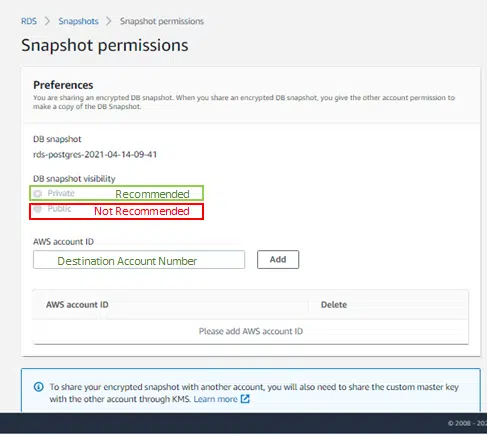 RDS > Snapshots > Snapshot permissions
Snapshot permissions
Preferences
You are sharing an encrypted DB snapshot. When you share an encrypted DB snapshot, you give the other account permission to
make a copy of the DB Snapshot.
DB snapshot
rds-postgres-2021-04-14-09-41
DB snapshot visibility
Private Recommended
Public Not Recommended
AWS account ID
Destination Account Number Add
AWS account ID Delete
Please add AWS account ID
To share your encrypted snapshot with another account, you will also need to share the custom master key
with the other account through KMS. Learn more
© 2008 - 202